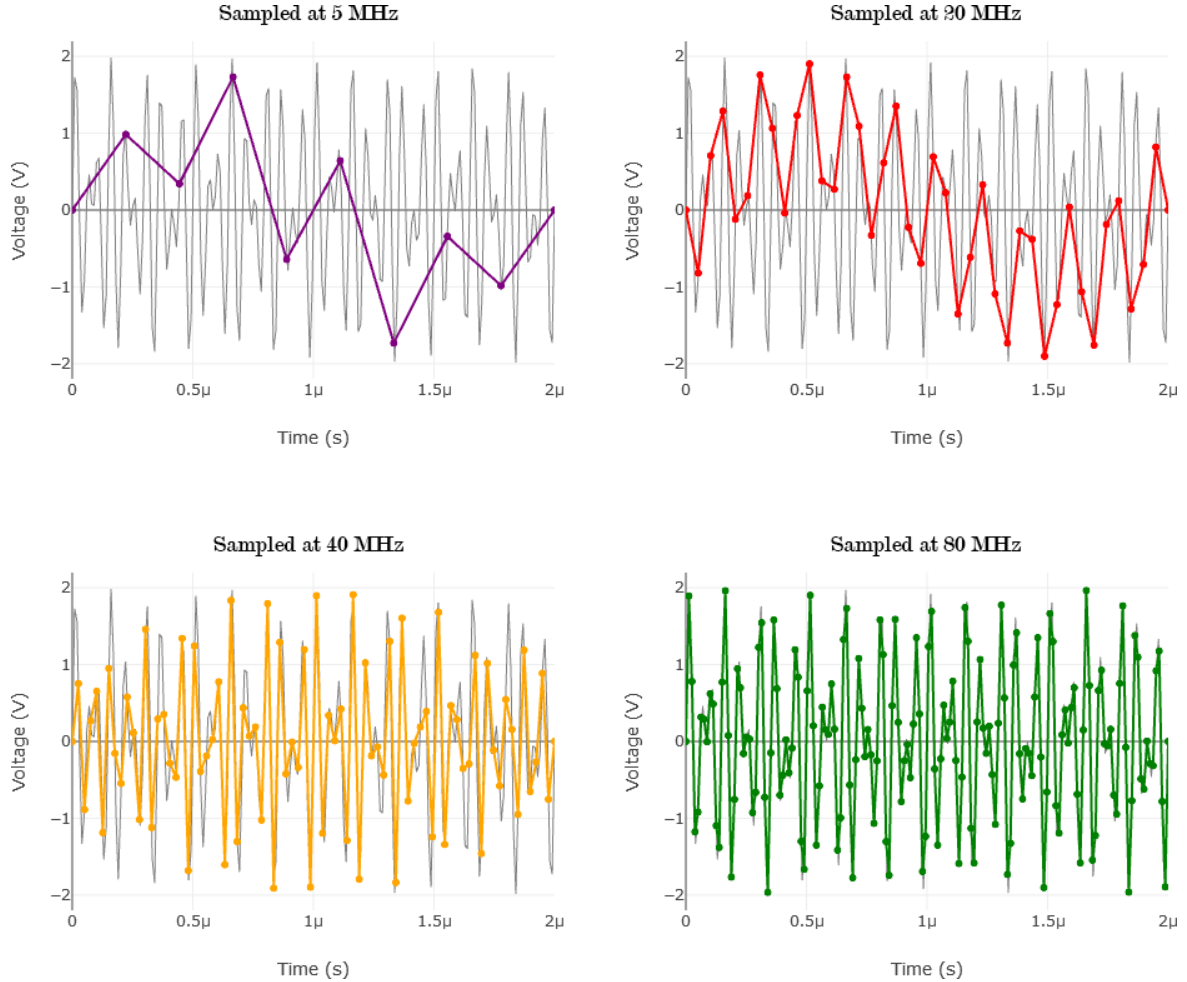 Sampled at 5 MHz
2
1
0
−1
−2
Voltage (V)
0
0.5μ
1μ
1.5μ
2μ
Time (s)
Sampled at 20 MHz
2
1
0
−1
−2
Voltage (V)
0
0.5μ
1μ
1.5μ
2μ
Time (s)
Sampled at 40 MHz
2
1
0
−1
−2
Voltage (V)
0
0.5μ
1μ
1.5μ
2μ
Time (s)
Sampled at 80 MHz
2
1
0
−1
−2
Voltage (V)
0
0.5μ
1μ
1.5μ
2μ
Time (s)